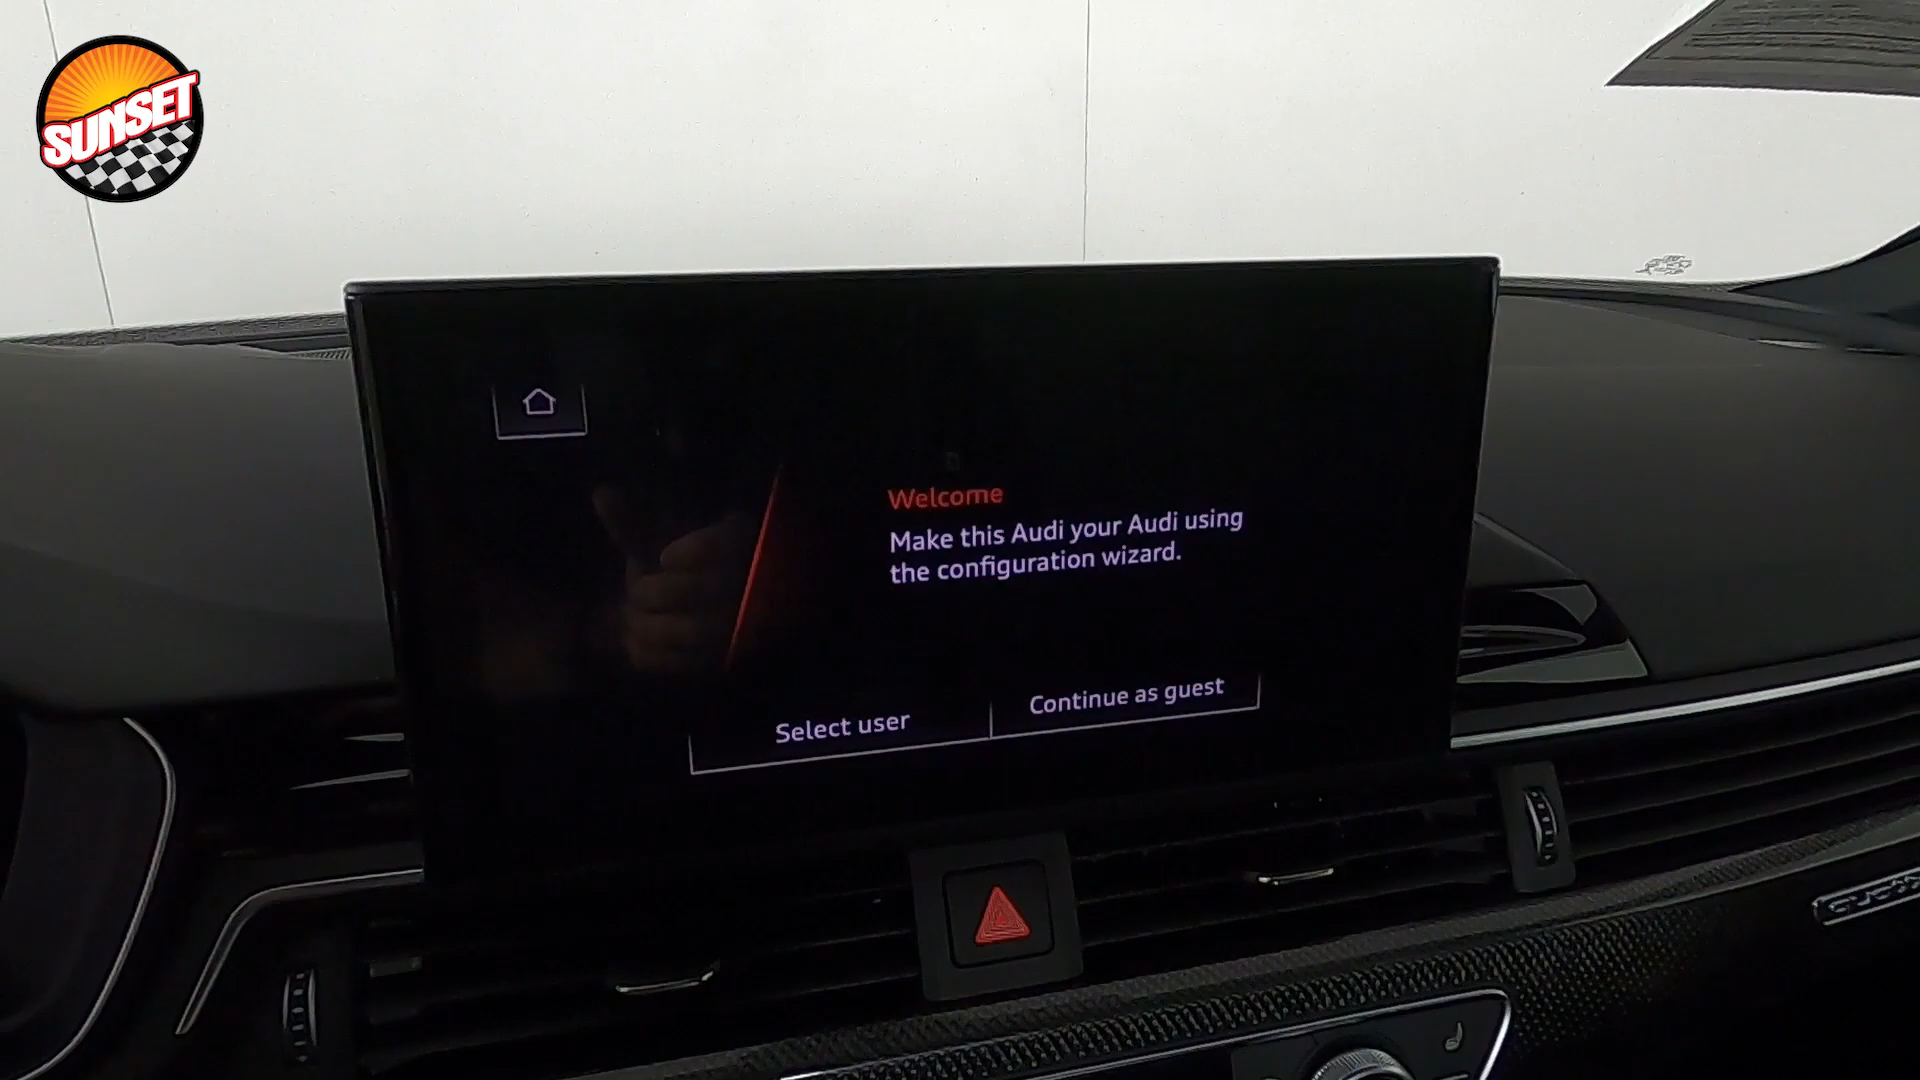 SUNSET
Welcome
Make this Audi your Audi using
the configuration wizard.
Select user
Continue as guest